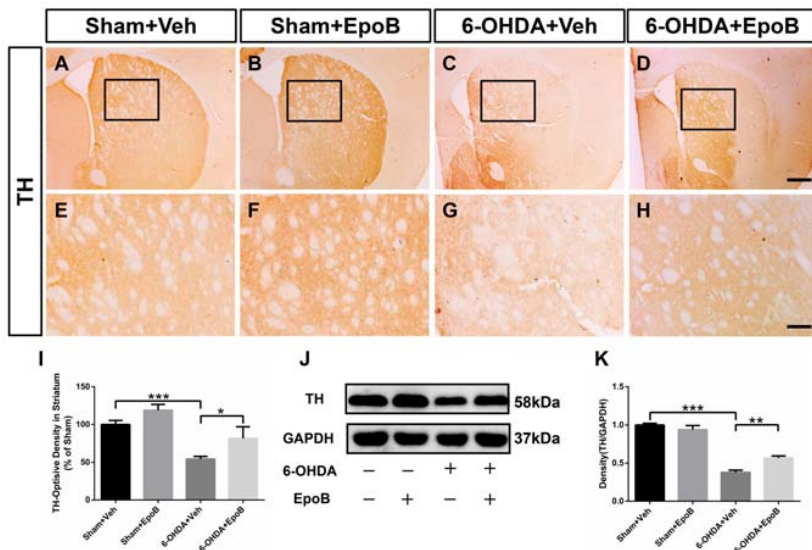 Sham+Veh Sham+EpoB 6-OHDA+Veh 6-OHDA+EpoB
TH
A B C D
E F G H
I
TH-Optisive Density in Striatum
(% of Sham)
150
100
50
0
***
*
Sham+Veh Sham+EpoB 6-OHDA+Veh 6-OHDA+EpoB
J
TH 58kDa
GAPDH 37kDa
6-OHDA – – + +
EpoB – + – +
K
Density(TH/GAPDH)
1.5
1.0
0.5
0.0
***
**
Sham+Veh Sham+EpoB 6-OHDA+Veh 6-OHDA+EpoB